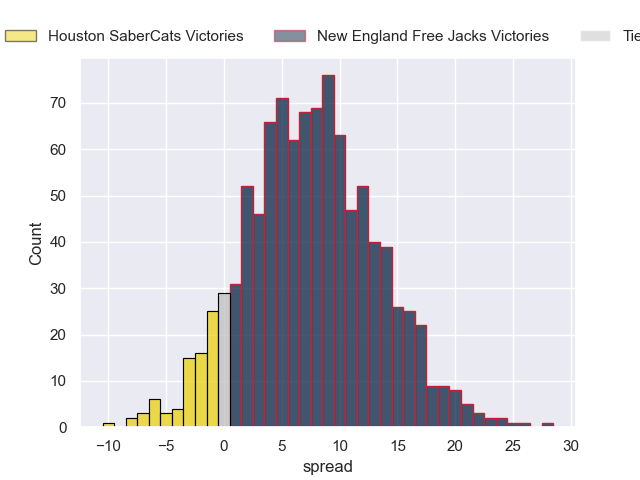 Houston SaberCats Victories New England Free Jacks Victories Tie
70
60
50
40
30
20
10
0
Count
−10 −5 0 5 10 15 20 25 30
spread